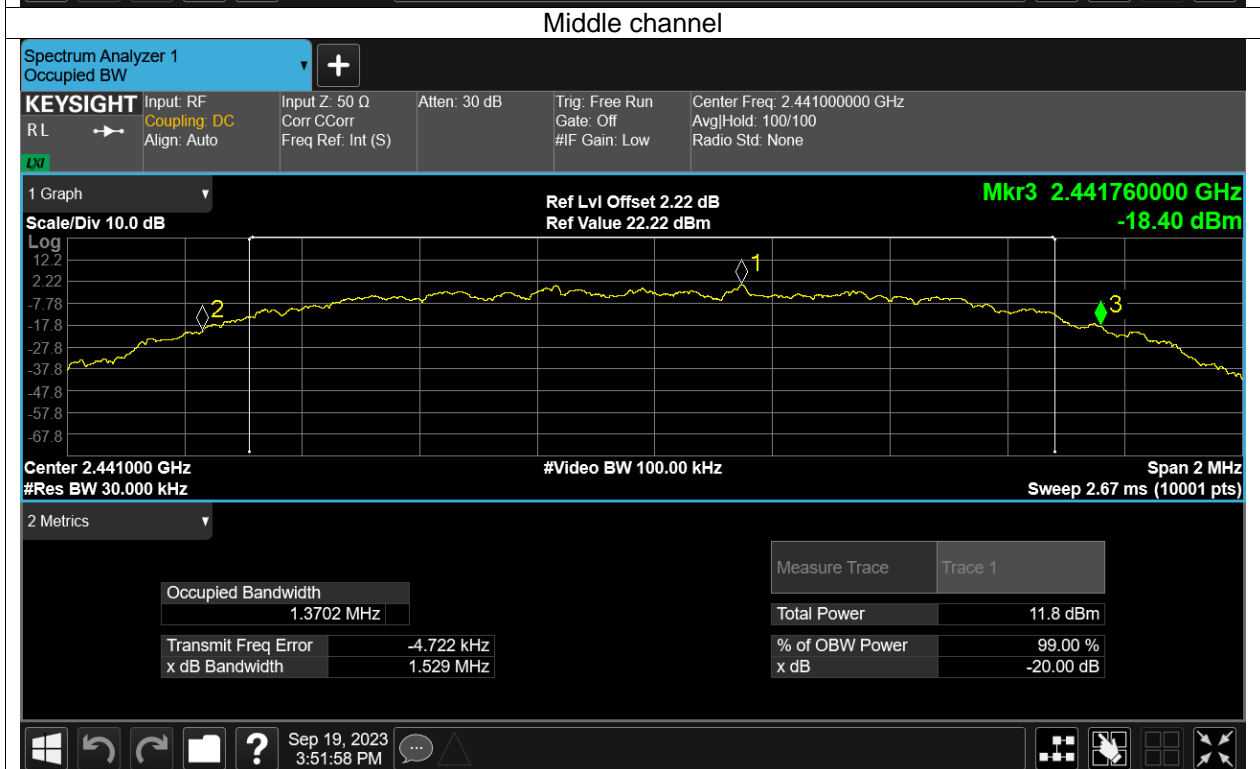 Middle channel
Spectrum Analyzer 1
Occupied BW
KEYSIGHT
R L
LXI
Input: RF
Coupling: DC
Align: Auto
Input Z: 50 Ω
Corr CCorr
Freq Ref: Int (S)
Atten: 30 dB
Trig: Free Run
Gate: Off
#IF Gain: Low
Center Freq: 2.441000000 GHz
Avg|Hold: 100/100
Radio Std: None
1 Graph
Scale/Div 10.0 dB
Ref Lvl Offset 2.22 dB
Ref Value 22.22 dBm
Mkr3 2.441760000 GHz
-18.40 dBm
Log
12.2
2.22
-7.78
-17.8
-27.8
-37.8
-47.8
-57.8
-67.8
1
2
3
Center 2.441000 GHz
#Res BW 30.000 kHz
#Video BW 100.00 kHz
Span 2 MHz
Sweep 2.67 ms (10001 pts)
2 Metrics
Measure Trace Trace 1
Occupied Bandwidth
1.3702 MHz
Total Power 11.8 dBm
Transmit Freq Error -4.722 kHz
% of OBW Power 99.00 %
x dB Bandwidth 1.529 MHz
x dB -20.00 dB
?
Sep 19, 2023
3:51:58 PM